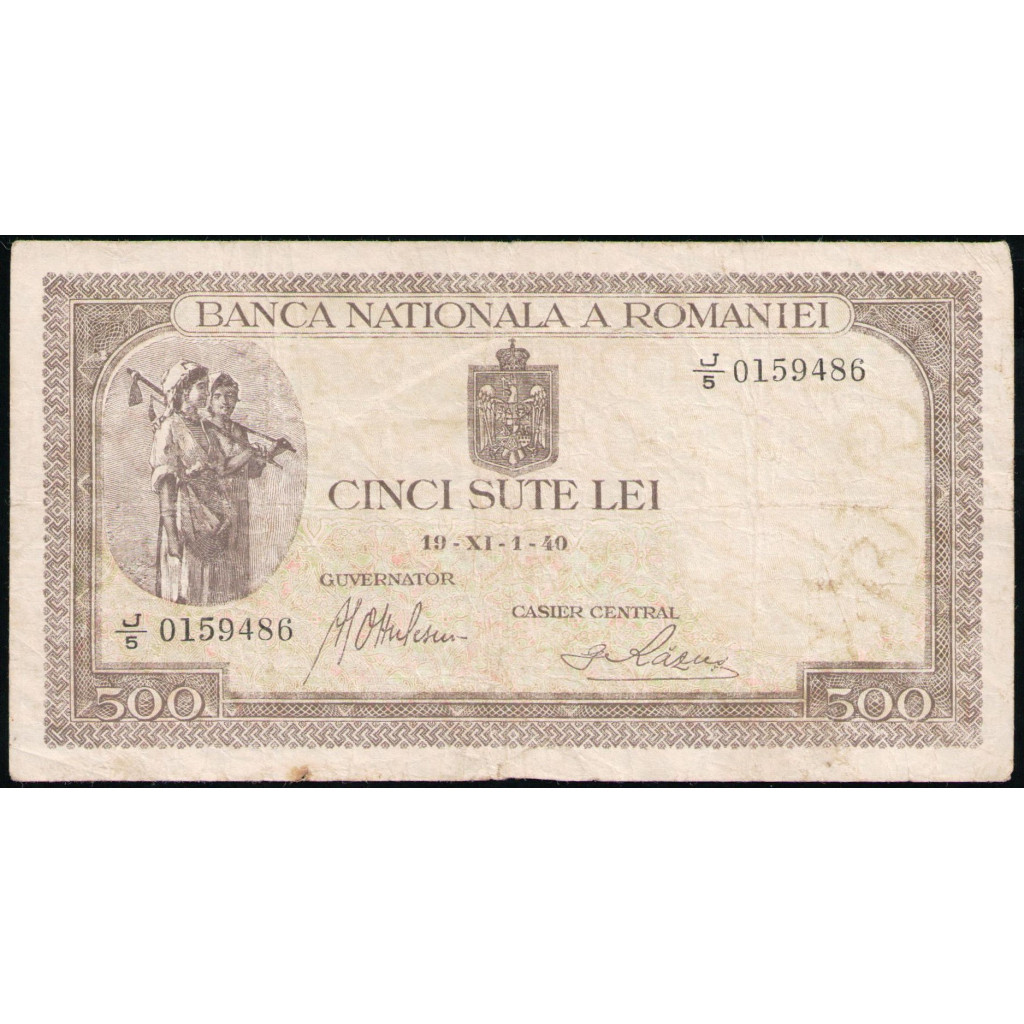 BANCA NATIONALA A ROMANIEI
J/5 0159486
CINCI SUTE LEI
19-XI-1-40
GUVERNATOR
CASIER CENTRAL
J/5 0159486
500
500